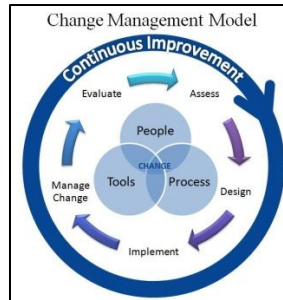 Change Management Model
Continuous Improvement
Evaluate
Assess
People
CHANGE
Tools
Process
Manage
Change
Design
Implement